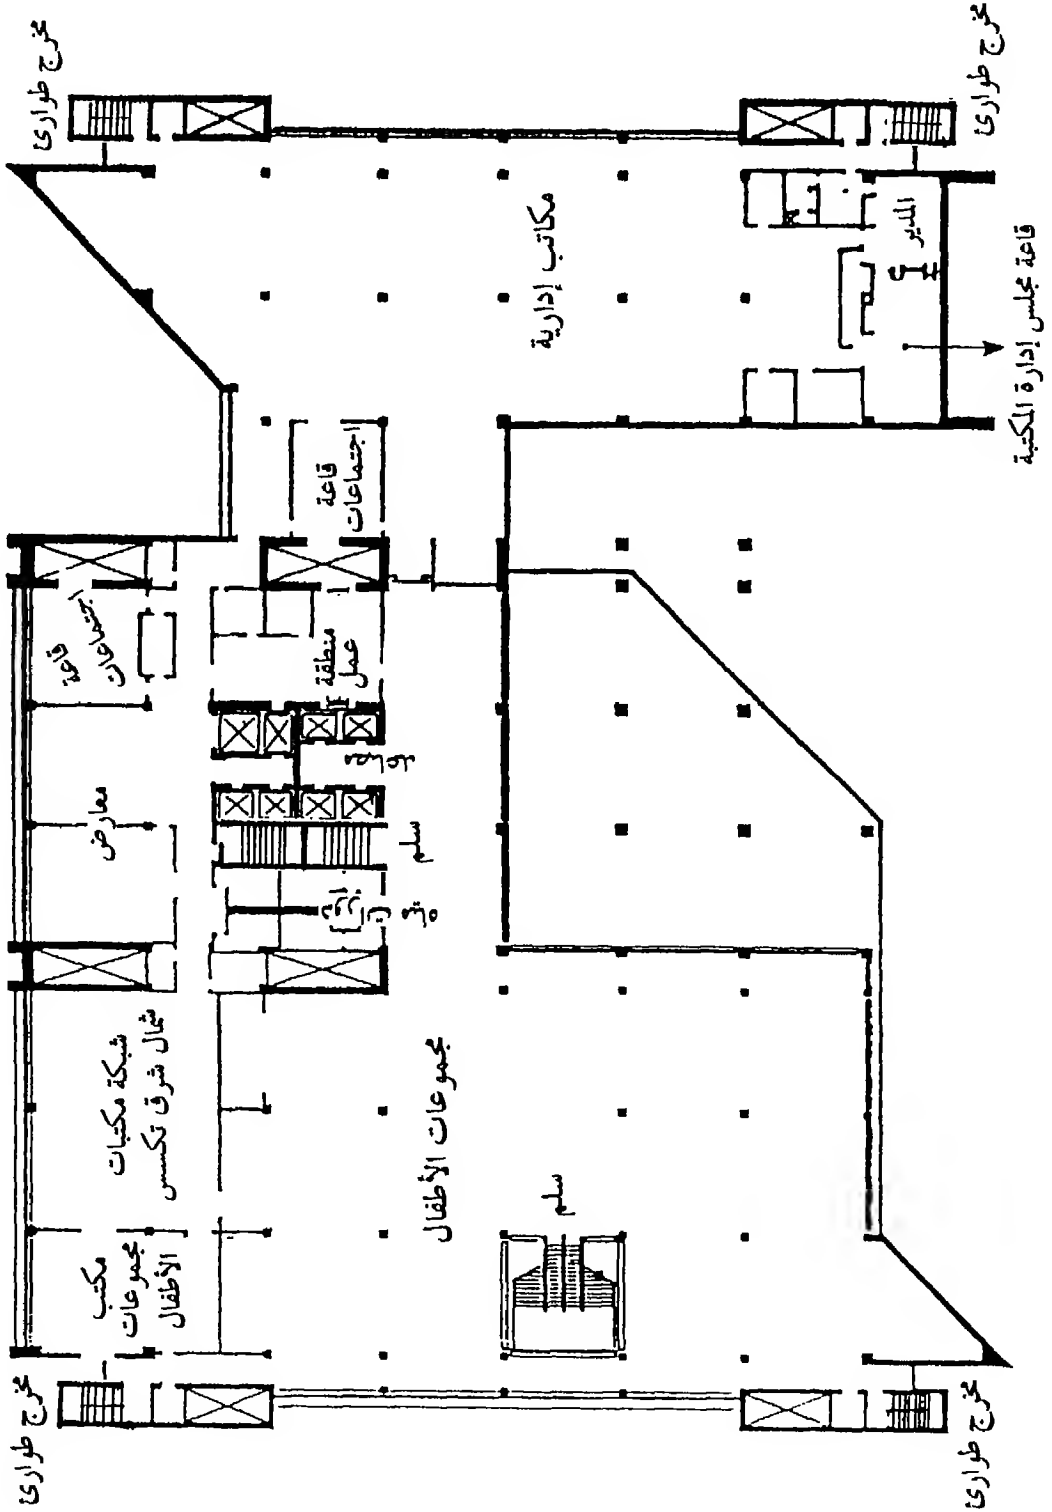 مخرج طوارئ
مخرج طوارئ
مكاتب إدارية
المدير
قاعة مجلس إدارة المكتبة
قاعة
اجتماعات
قاعة
اجتماعات
منطقة
عمل
معارض
سلم
شبكة مكتبات
شمال شرق تكسس
مجموعات الأطفال
سلم
مكتب
مجموعات
الأطفال
مخرج طوارئ
مخرج طوارئ